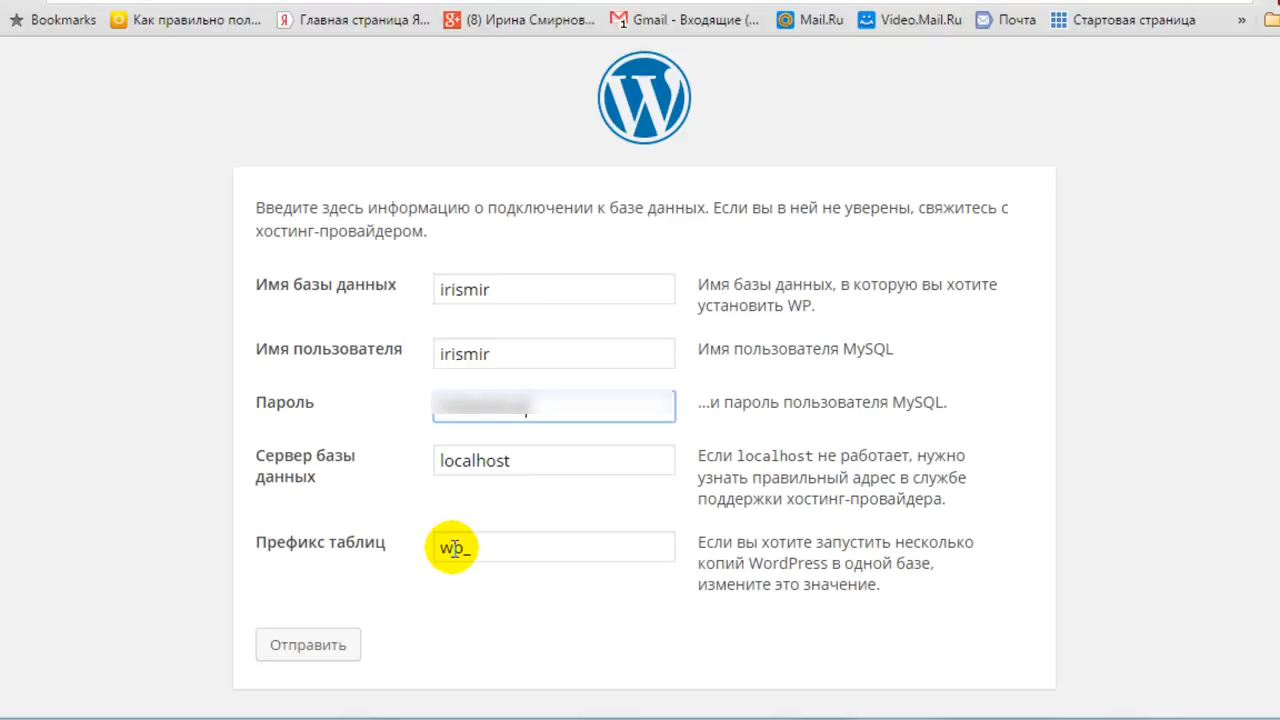 Bookmarks Как правильно пол... Главная страница Я... (8) Ирина Смирнов... Gmail - Входящие (... Mail.Ru Video.Mail.Ru Почта Стартовая страница »
Введите здесь информацию о подключении к базе данных. Если вы в ней не уверены, свяжитесь с
хостинг-провайдером.
Имя базы данных irismir Имя базы данных, в которую вы хотите
установить WP.
Имя пользователя irismir Имя пользователя MySQL
Пароль ...и пароль пользователя MySQL.
Сервер базы localhost Если localhost не работает, нужно
данных узнать правильный адрес в службе
поддержки хостинг-провайдера.
Префикс таблиц wp_ Если вы хотите запустить несколько
копий WordPress в одной базе,
измените это значение.
Отправить